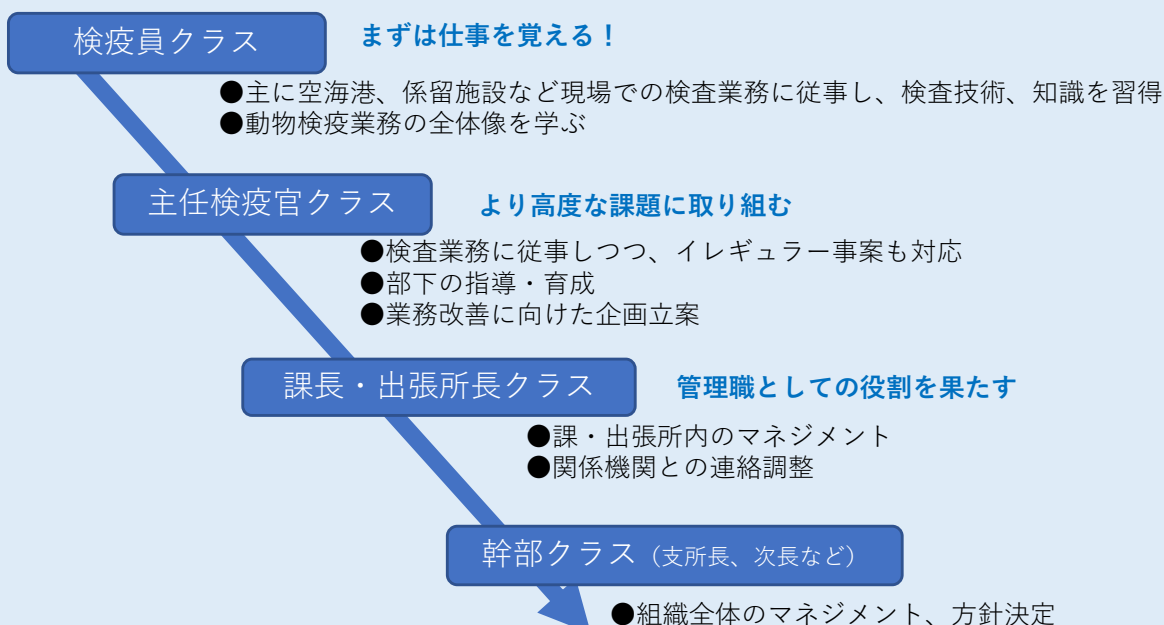 検疫員クラス
まずは仕事を覚える！
●主に空海港、係留施設など現場での検査業務に従事し、検査技術、知識を習得
●動物検疫業務の全体像を学ぶ
主任検疫官クラス
より高度な課題に取り組む
●検査業務に従事しつつ、イレギュラー事案も対応
●部下の指導・育成
●業務改善に向けた企画立案
課長・出張所長クラス
管理職としての役割を果たす
●課・出張所内のマネジメント
●関係機関との連絡調整
幹部クラス（支所長、次長など）
●組織全体のマネジメント、方針決定